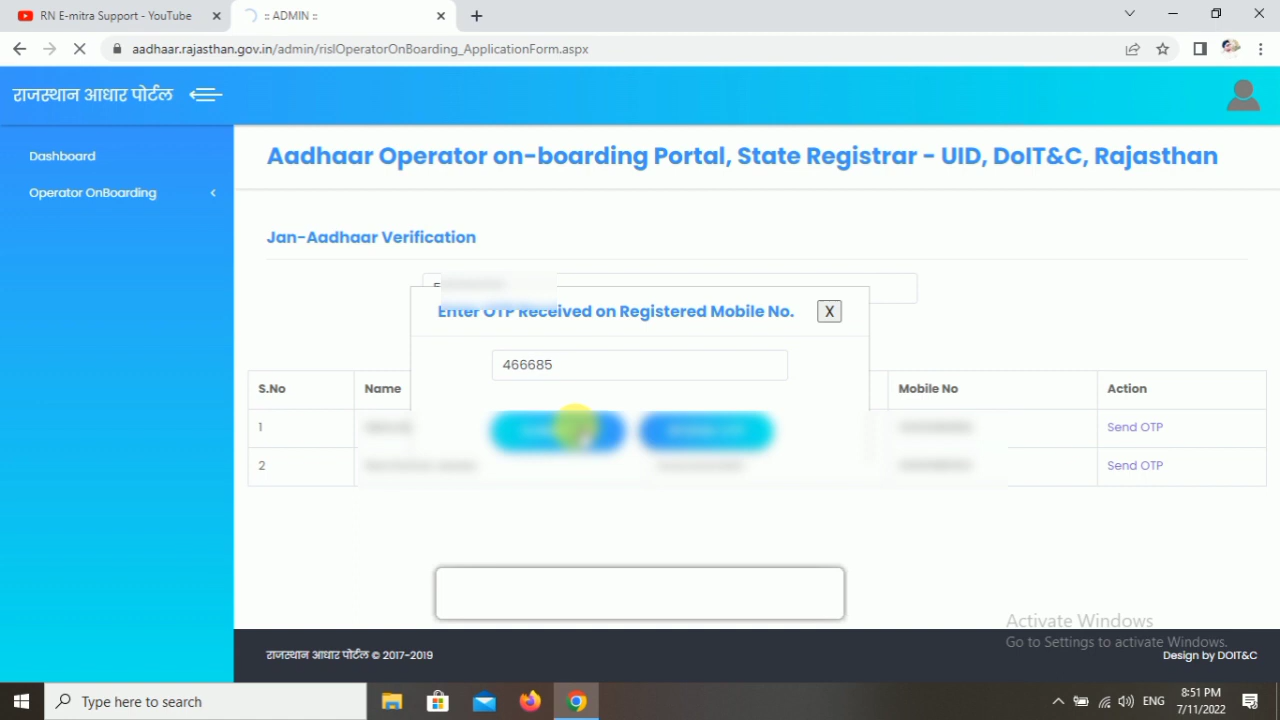 RN E-mitra Support - YouTube
:: ADMIN ::
aadhaar.rajasthan.gov.in/admin/rislOperatorOnBoarding_ApplicationForm.aspx
राजस्थान आधार पोर्टल
Dashboard
Operator OnBoarding
Aadhaar Operator on-boarding Portal, State Registrar - UID, DoIT&C, Rajasthan
Jan-Aadhaar Verification
Enter OTP Received on Registered Mobile No.
X
466685
S.No Name Mobile No Action
1 Send OTP
2 Send OTP
Activate Windows
Go to Settings to activate Windows.
राजस्थान आधार पोर्टल © 2017-2019
Design by DOIT&C
Type here to search
ENG
8:51 PM
7/11/2022